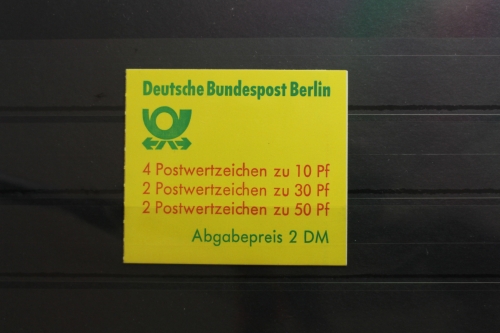 Deutsche Bundespost Berlin
4 Postwertzeichen zu 10 Pf
2 Postwertzeichen zu 30 Pf
2 Postwertzeichen zu 50 Pf
Abgabepreis 2 DM